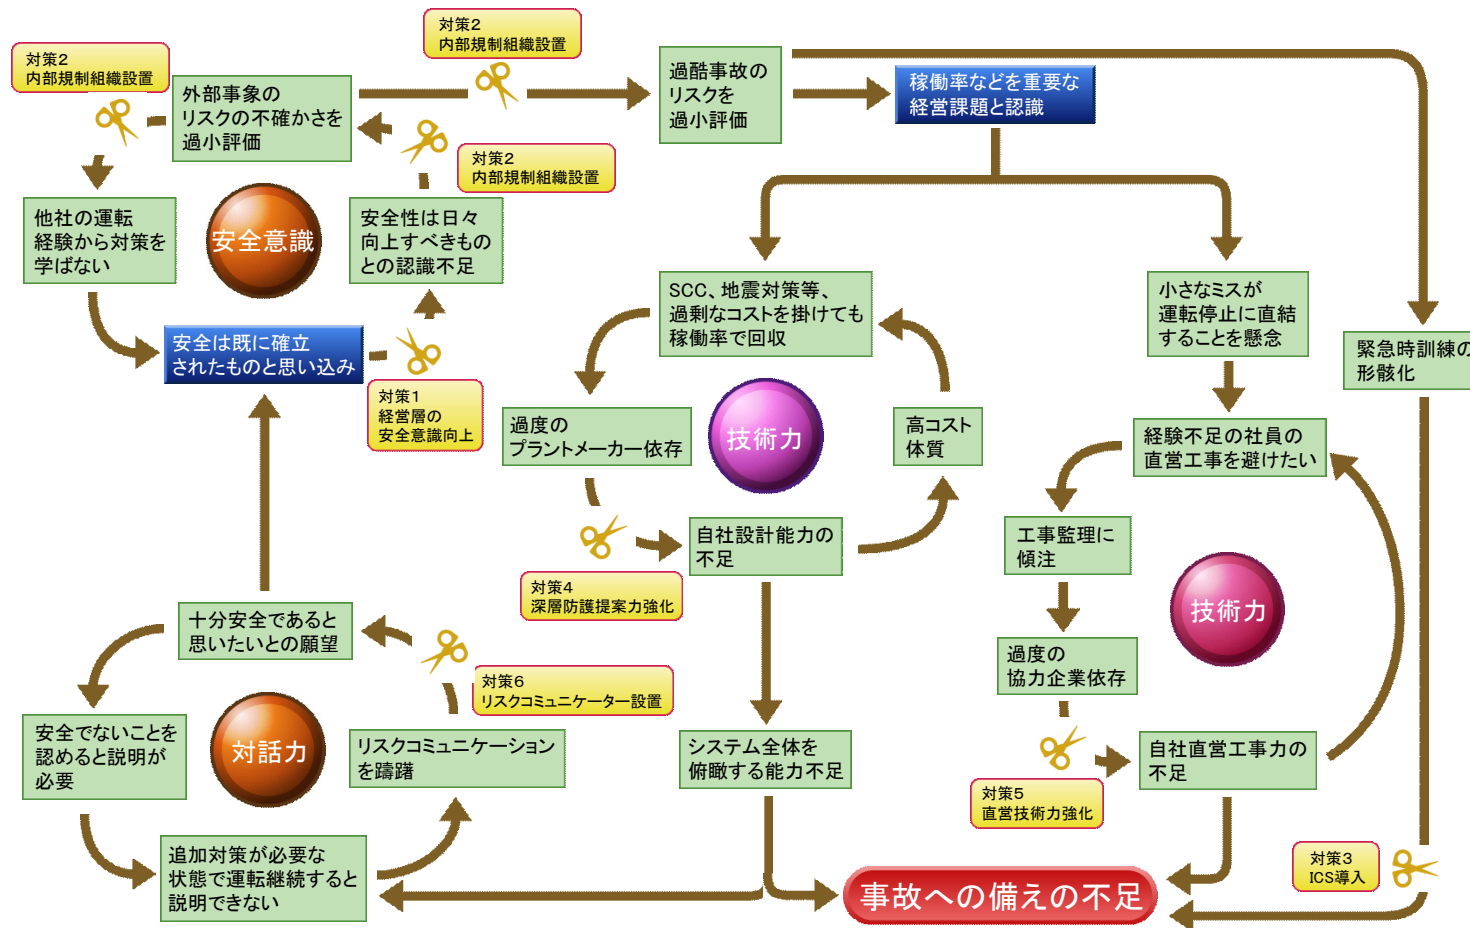 対策2
内部規制組織設置
対策2
内部規制組織設置
外部事象の
リスクの不確かさを
過小評価
過酷事故の
リスクを
過小評価
稼働率などを重要な
経営課題と認識
対策2
内部規制組織設置
他社の運転
経験から対策を
学ばない
安全意識
安全性は日々
向上すべきもの
との認識不足
安全は既に確立
されたものと思い込み
対策1
経営層の
安全意識向上
SCC、地震対策等、
過剰なコストを掛けても
稼働率で回収
小さなミスが
運転停止に直結
することを懸念
緊急時訓練の
形骸化
過度の
プラントメーカー依存
技術力
高コスト
体質
経験不足の社員の
直営工事を避けたい
自社設計能力の
不足
対策4
深層防護提案力強化
工事監理に
傾注
技術力
過度の
協力企業依存
十分安全であると
思いたいとの願望
対策6
リスクコミュニケーター設置
安全でないことを
認めると説明が
必要
対話力
リスクコミュニケーション
を躊躇
システム全体を
俯瞰する能力不足
自社直営工事力の
不足
対策5
直営技術力強化
追加対策が必要な
状態で運転継続すると
説明できない
事故への備えの不足
対策3
ICS導入